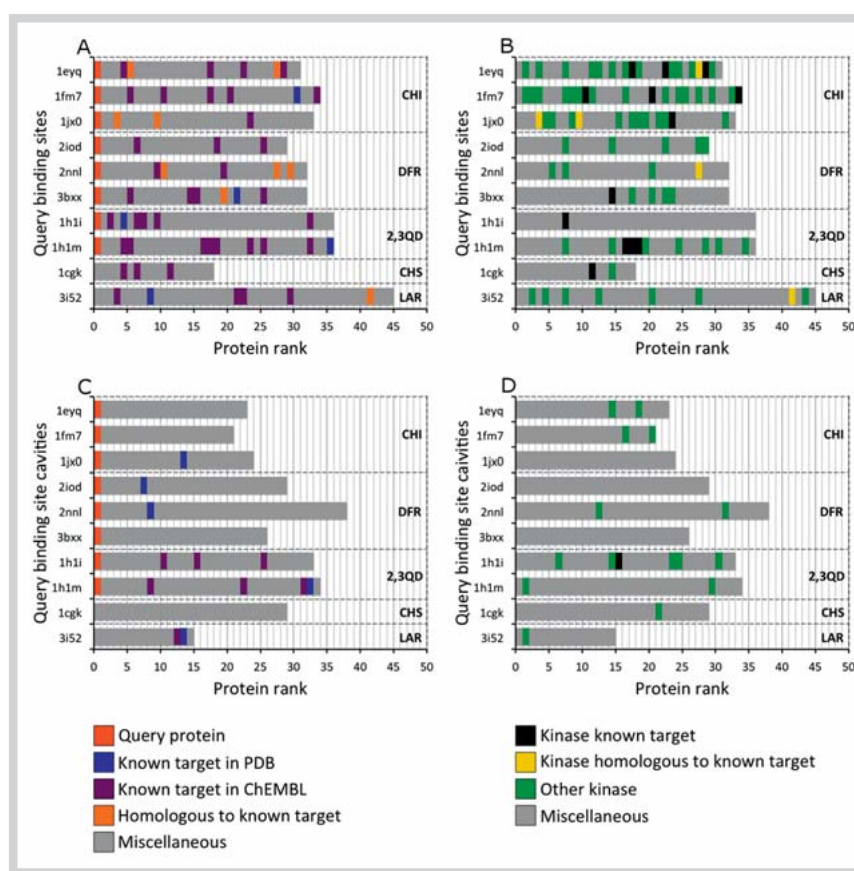 A
Query binding sites
1eyq
1fm7
1jx0
2iod
2nnl
3bxx
1h1i
1h1m
1cgk
3i52
CHI
DFR
2,3QD
CHS
LAR
0 5 10 15 20 25 30 35 40 45 50
Protein rank
B
Query binding sites
1eyq
1fm7
1jx0
2iod
2nnl
3bxx
1h1i
1h1m
1cgk
3i52
CHI
DFR
2,3QD
CHS
LAR
0 5 10 15 20 25 30 35 40 45 50
Protein rank
C
Query binding site cavities
1eyq
1fm7
1jx0
2iod
2nnl
3bxx
1h1i
1h1m
1cgk
3i52
CHI
DFR
2,3QD
CHS
LAR
0 5 10 15 20 25 30 35 40 45 50
Protein rank
D
Query binding site caivities
1eyq
1fm7
1jx0
2iod
2nnl
3bxx
1h1i
1h1m
1cgk
3i52
CHI
DFR
2,3QD
CHS
LAR
0 5 10 15 20 25 30 35 40 45 50
Protein rank
Query protein
Known target in PDB
Known target in ChEMBL
Homologous to known target
Miscellaneous
Kinase known target
Kinase homologous to known target
Other kinase
Miscellaneous